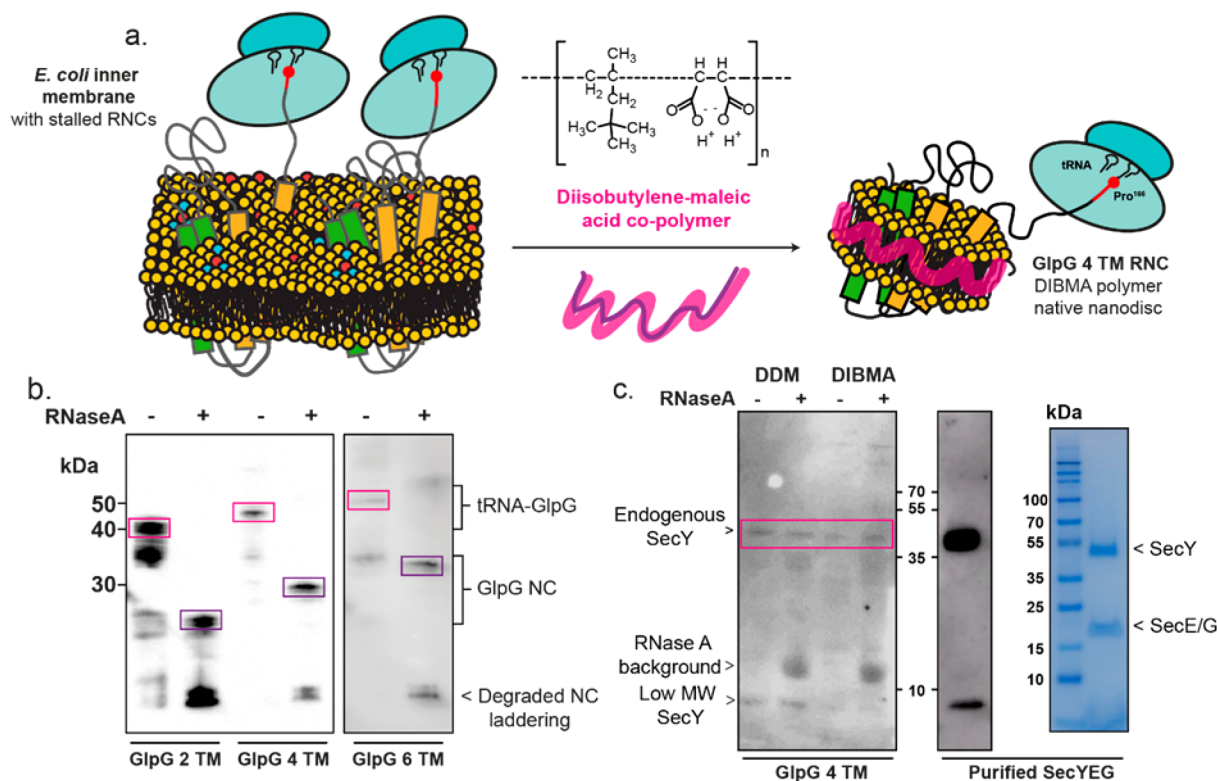 a.
E. coli inner
membrane
with stalled RNCs
CH3
C
CH2
CH2
H3C
CH3
CH3
H H
C C
O O O- - -O
H+ H+
n
Diisobutylene-maleic
acid co-polymer
tRNA
Pro166
GlpG 4 TM RNC
DIBMA polymer
native nanodisc
b.
RNaseA - + - + +
-
kDa
50
40
30
tRNA-GlpG
GlpG NC
< Degraded NC
laddering
GlpG 2 TM GlpG 4 TM GlpG 6 TM
c.
DDM DIBMA
RNaseA - + - +
Endogenous >
SecY
RNase A >
background
Low MW >
SecY
70
55
35
10
GlpG 4 TM
kDa
100
70
55
35
25
15
10
< SecY
< SecE/G
Purified SecYEG